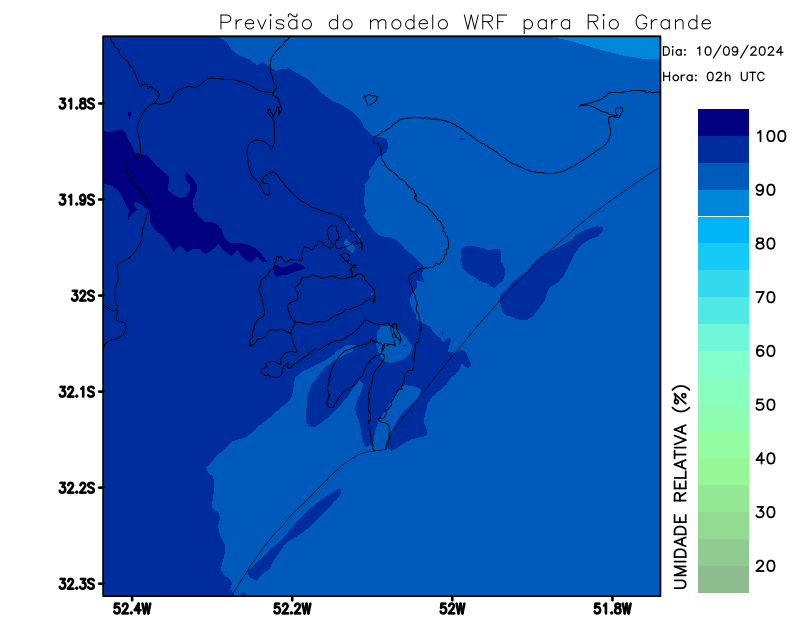 Previsão do modelo WRF para Rio Grande
Dia: 10/09/2024
Hora: 02h UTC
31.8S
31.9S
32S
32.1S
32.2S
32.3S
52.4W
52.2W
52W
51.8W
100
90
80
70
60
50
40
30
20
UMIDADE RELATIVA (%)